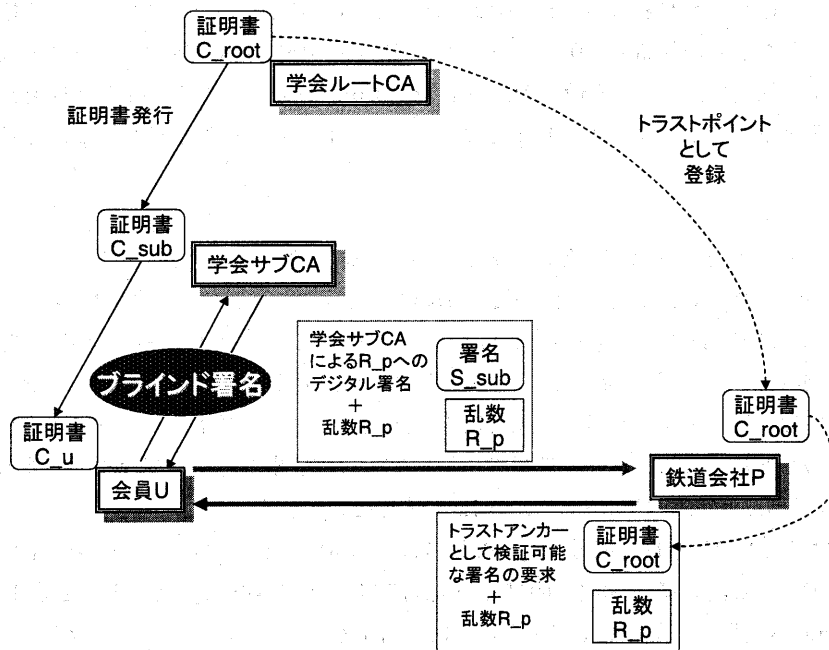 証明書
C_root
学会ルートCA
証明書発行
トラストポイント
として
登録
証明書
C_sub
学会サブCA
ブラインド署名
学会サブCA
によるR_pへの
デジタル署名
+
乱数R_p
署名
S_sub
乱数
R_p
証明書
C_root
証明書
C_u
会員U
鉄道会社P
トラストアンカー
として検証可能
な署名の要求
+
乱数R_p
証明書
C_root
乱数
R_p